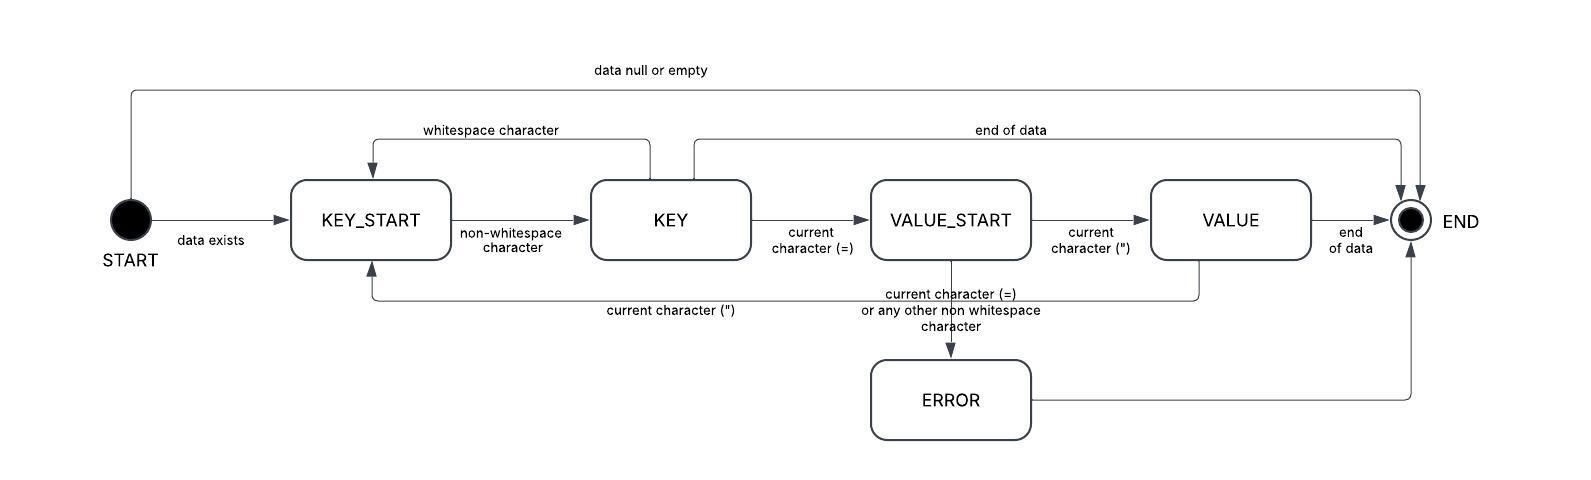 data null or empty
whitespace character
end of data
START
data exists
KEY_START
non-whitespace
character
KEY
current
character (=)
VALUE_START
current
character (")
VALUE
end
of data
END
current character (")
current character (=)
or any other non whitespace
character
ERROR